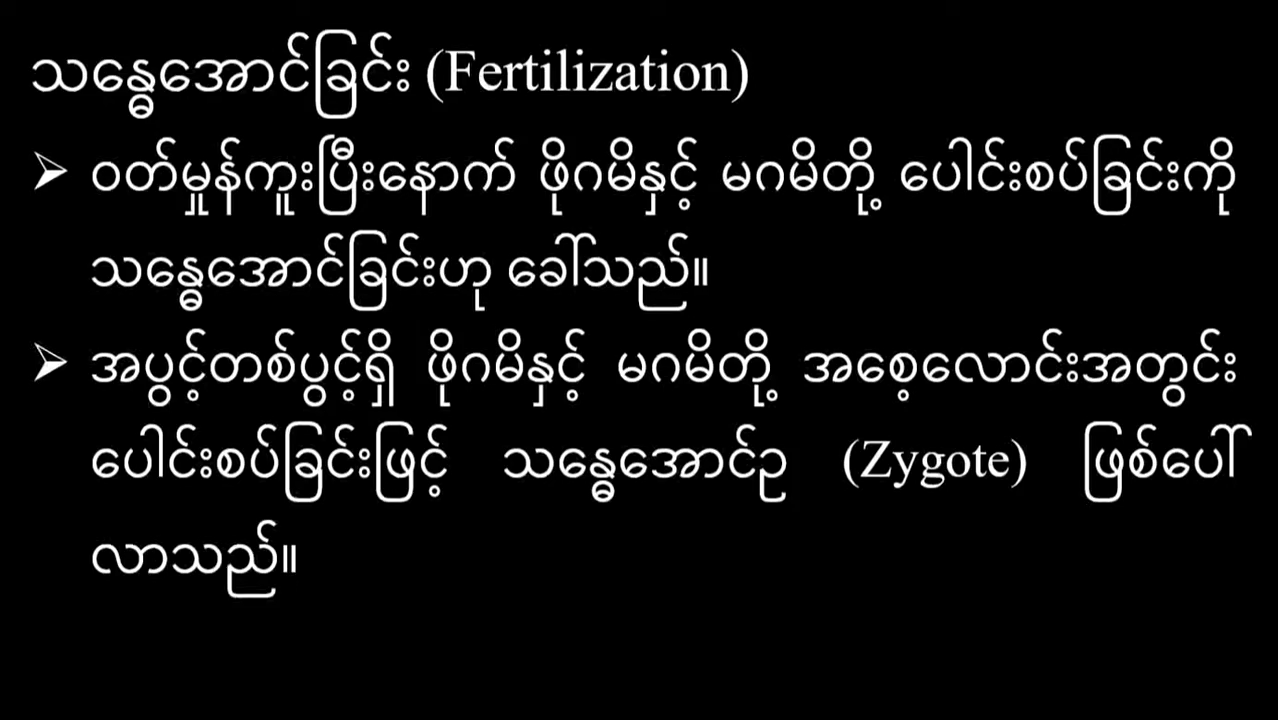 သန္ဓေအောင်ခြင်း (Fertilization)
➢ ဝတ်မှုန်ကူးပြီးနောက် ဖိုဂမိနှင့် မဂမိတို့ ပေါင်းစပ်ခြင်းကို
သန္ဓေအောင်ခြင်းဟု ခေါ်သည်။
➢ အပွင့်တစ်ပွင့်ရှိ ဖိုဂမိနှင့် မဂမိတို့ အစေ့လောင်းအတွင်း
ပေါင်းစပ်ခြင်းဖြင့် သန္ဓေအောင်ဥ (Zygote) ဖြစ်ပေါ်
လာသည်။